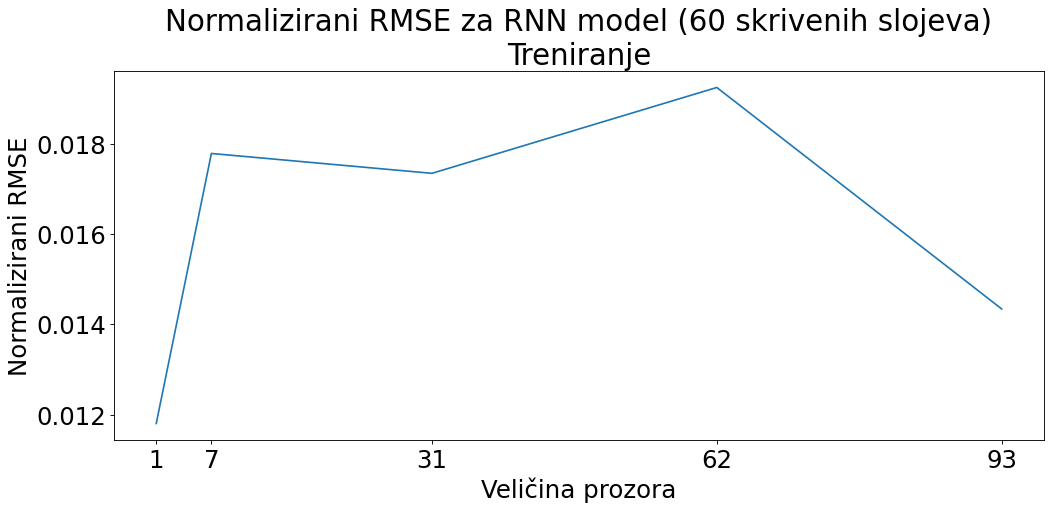 Normalizirani RMSE za RNN model (60 skrivenih slojeva)
Treniranje
Normalizirani RMSE
0.018
0.016
0.014
0.012
1 7 31 62 93
Veličina prozora